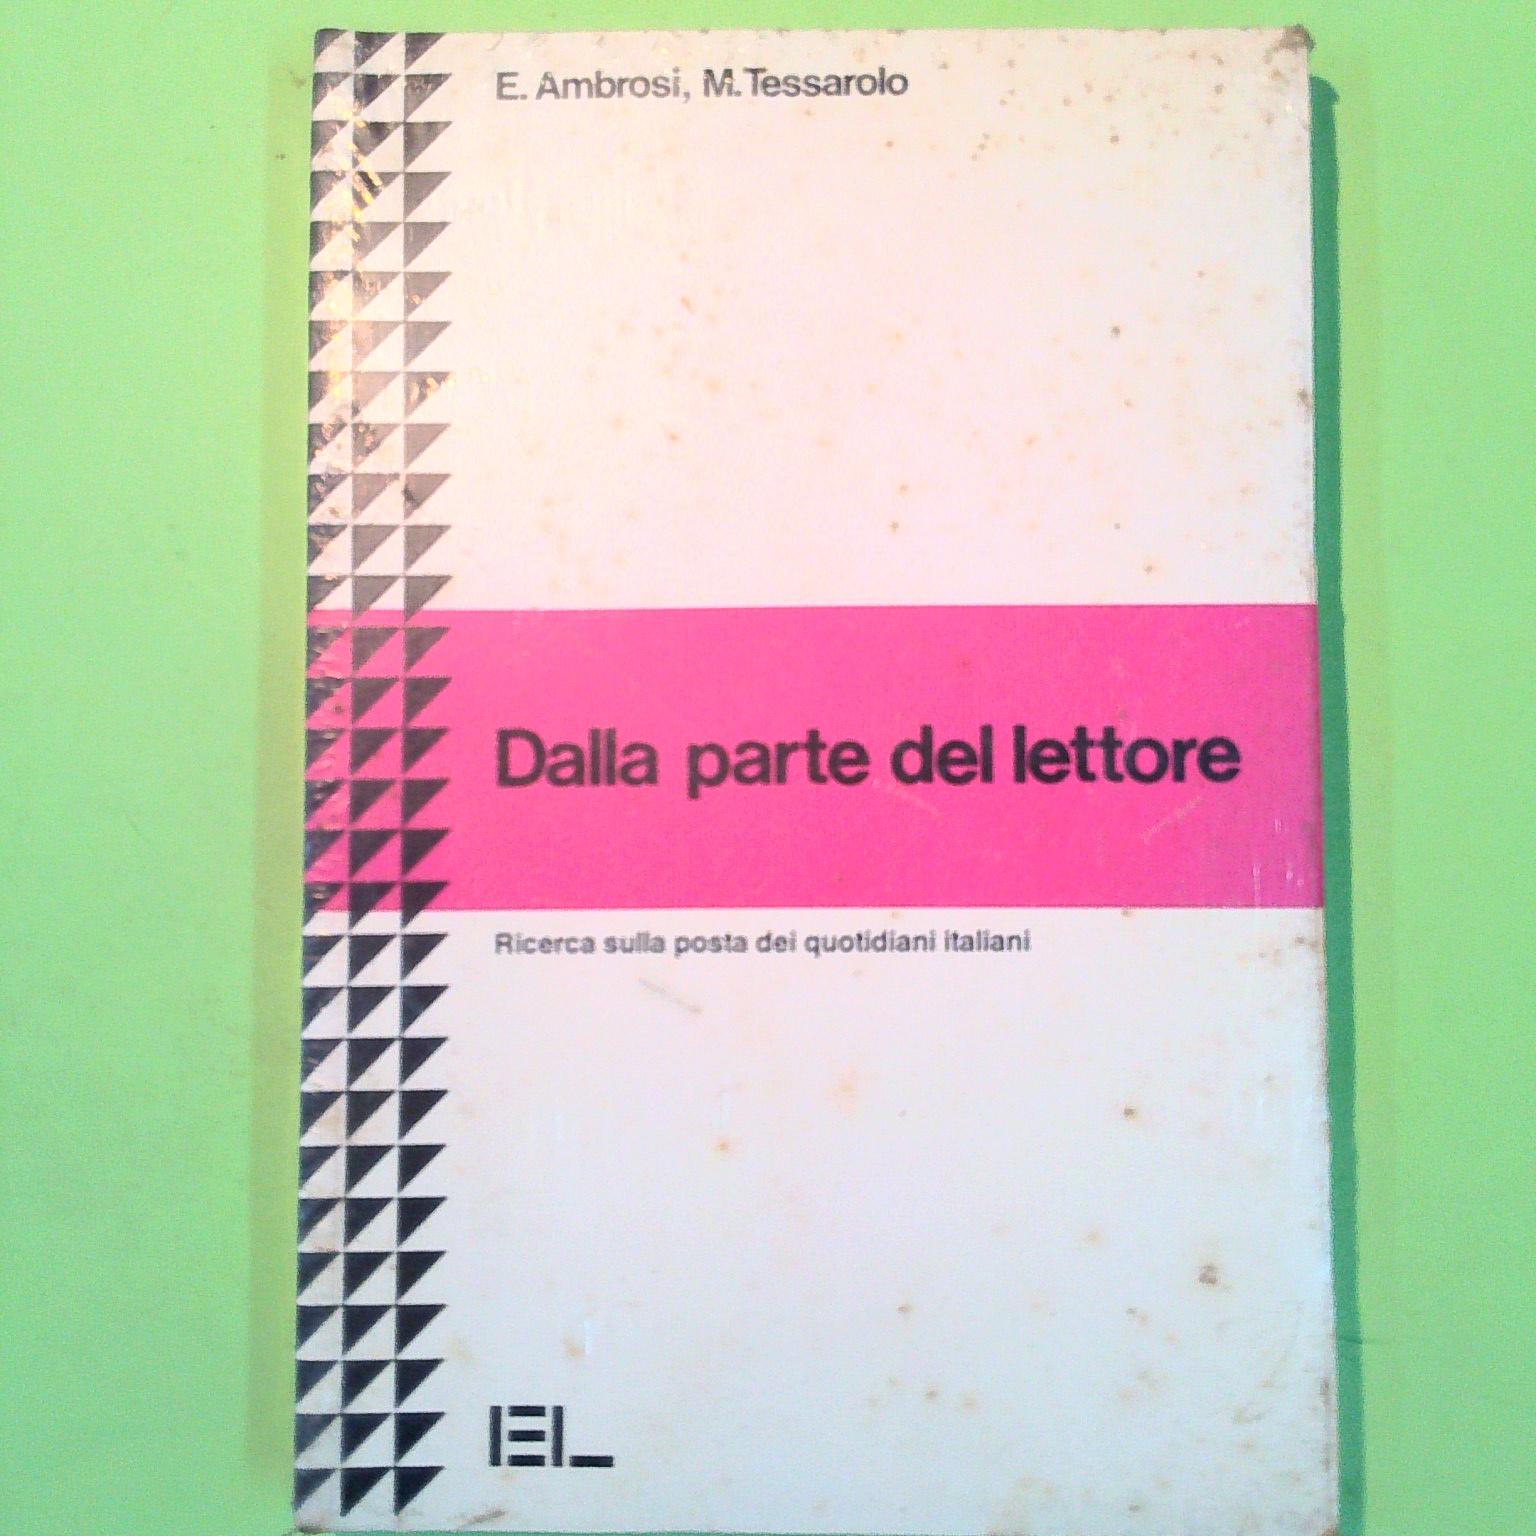 E. Ambrosi, M. Tessarolo
Dalla parte del lettore
Ricerca sulla posta dei quotidiani italiani
EL